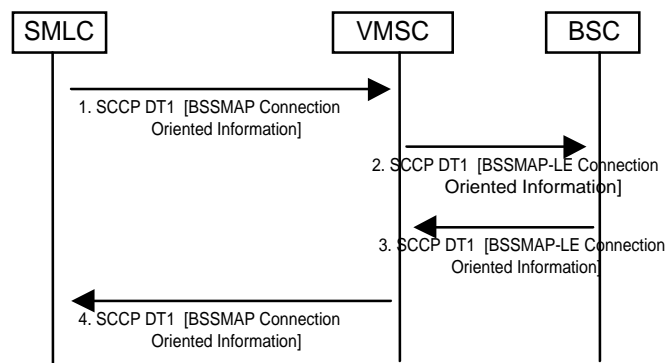 SMLC
VMSC
BSC
1. SCCP DT1 [BSSMAP Connection
Oriented Information]
2. SCCP DT1 [BSSMAP-LE Connection
Oriented Information]
3. SCCP DT1 [BSSMAP-LE Connection
Oriented Information]
4. SCCP DT1 [BSSMAP Connection
Oriented Information]